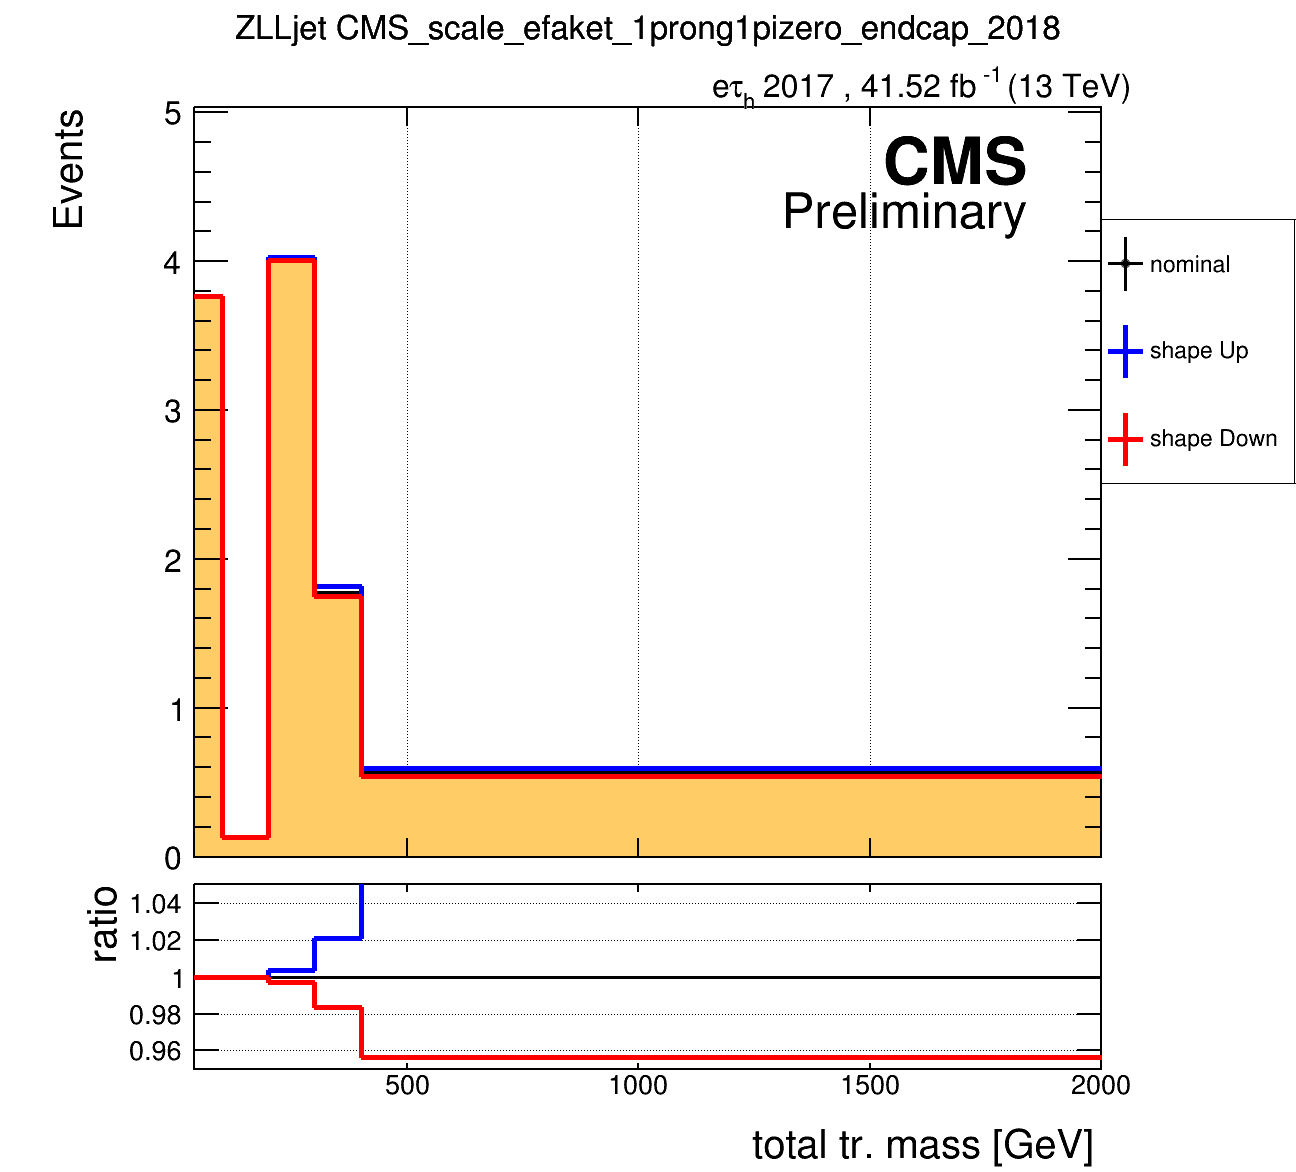 ZLLjet CMS_scale_efaket_1prong1pizero_endcap_2018
eτh 2017 , 41.52 fb-1 (13 TeV)
Events
5
4
3
2
1
0
CMS
Preliminary
nominal
shape Up
shape Down
ratio
1.04
1.02
1
0.98
0.96
500
1000
1500
2000
total tr. mass [GeV]